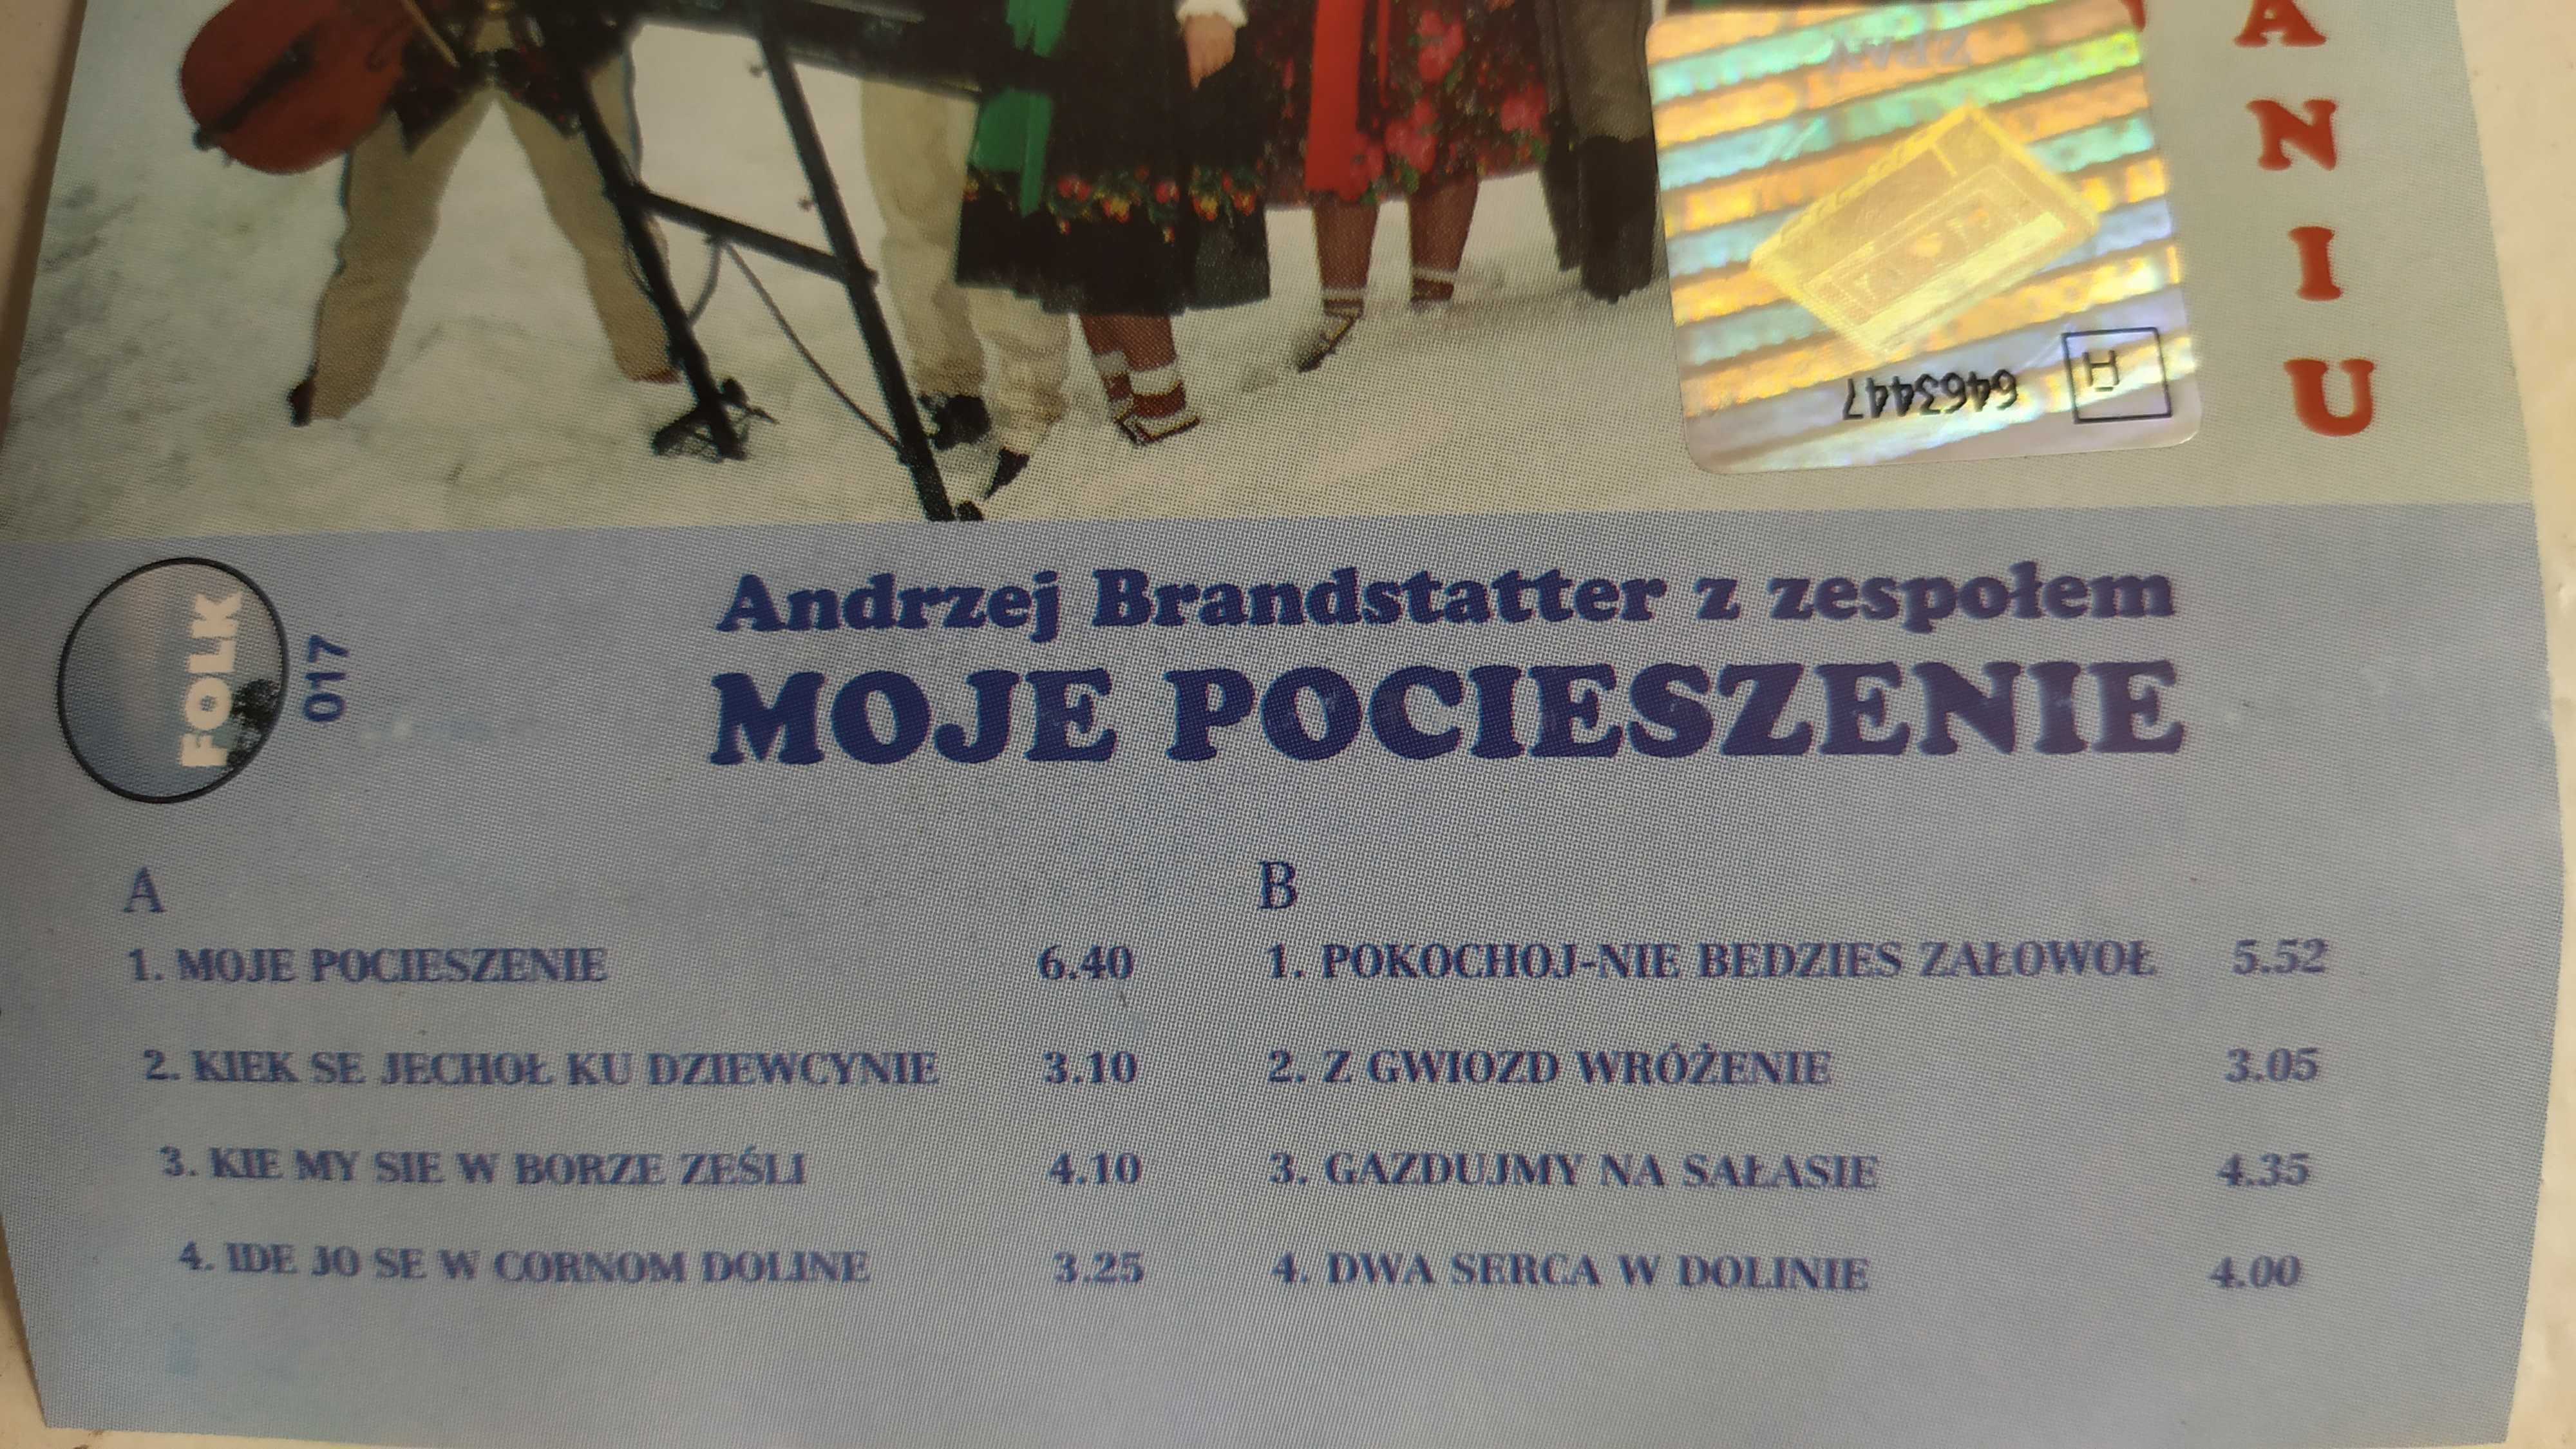 A
N
I
U
6463447 H
FOLK
017
Andrzej Brandstatter z zespołem
MOJE POCIESZENIE
A
1. MOJE POCIESZENIE 6.40
2. KIEK SE JECHOŁ KU DZIEWCYNIE 3.10
3. KIE MY SIE W BORZE ZEŚLI 4.10
4. IDE JO SE W CORNOM DOLINE 3.25
B
1. POKOCHOJ-NIE BEDZIES ZAŁOWOŁ 5.52
2. Z GWIOZD WRÓŻENIE 3.05
3. GAZDUJMY NA SAŁASIE 4.35
4. DWA SERCA W DOLINIE 4.00